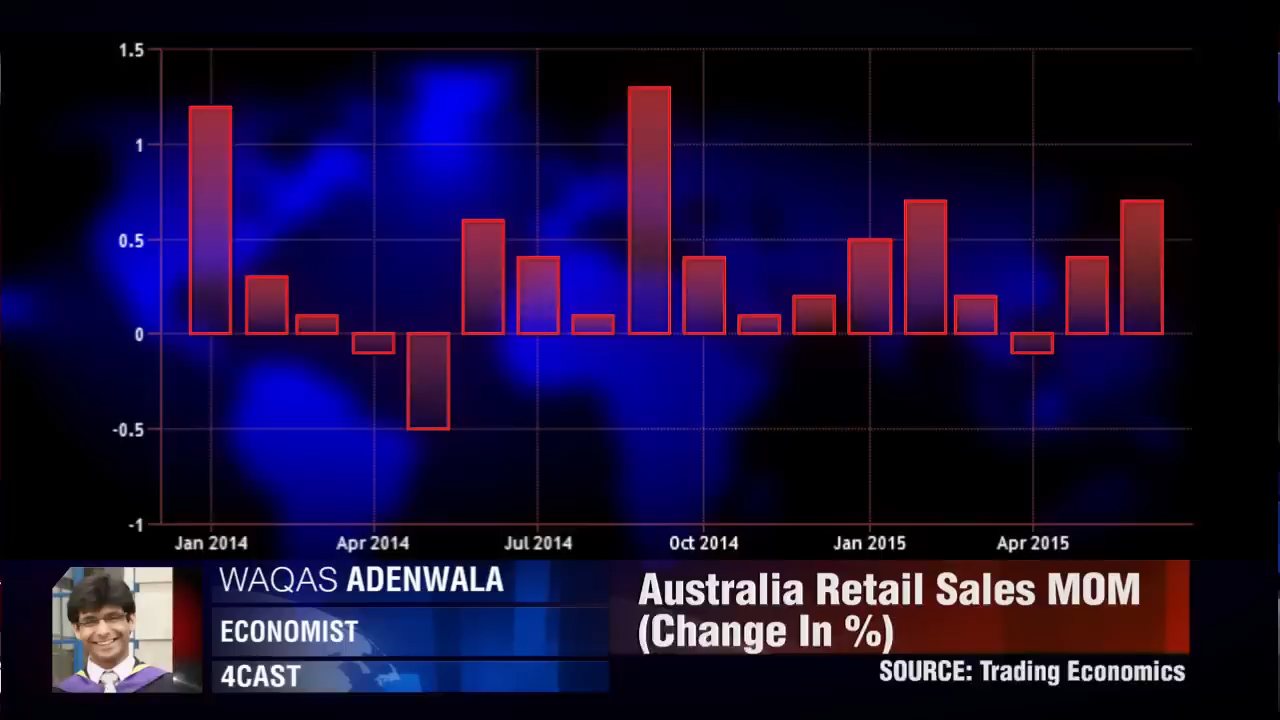 1.5
1
0.5
0
-0.5
-1
Jan 2014 Apr 2014 Jul 2014 Oct 2014 Jan 2015 Apr 2015
WAQAS ADENWALA
ECONOMIST
4CAST
Australia Retail Sales MOM
(Change In %)
SOURCE: Trading Economics